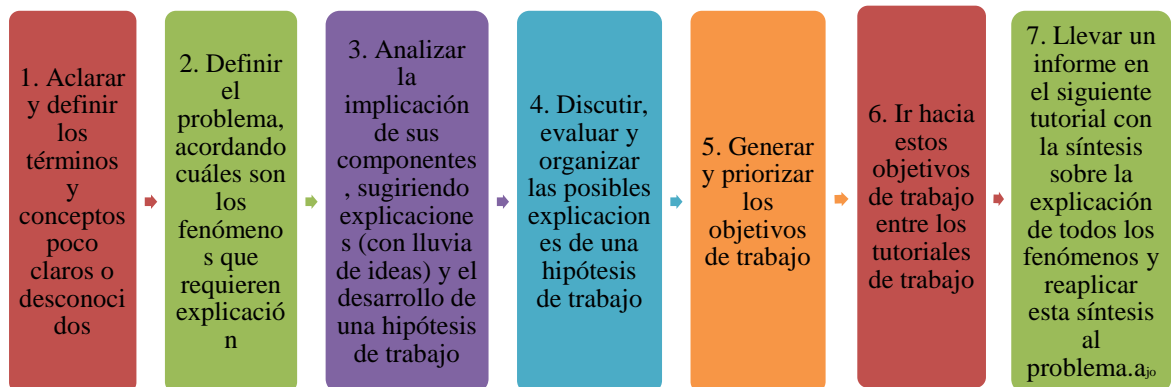 1. Aclarar
y definir
los
términos
y
conceptos
poco
claros o
desconoci
dos
2. Definir
el
problema,
acordando
cuáles son
los
fenómeno
s que
requieren
explicació
n
3. Analizar
la
implicación
de sus
componentes
, sugiriendo
explicacione
s (con lluvia
de ideas) y el
desarrollo de
una hipótesis
de trabajo
4. Discutir,
evaluar y
organizar
las posibles
explicacion
es de una
hipótesis
de trabajo
5. Generar
y priorizar
los
objetivos
de trabajo
6. Ir hacia
estos
objetivos
de trabajo
entre los
tutoriales
de trabajo
7. Llevar un
informe en
el siguiente
tutorial con
la síntesis
sobre la
explicación
de todos los
fenómenos y
reaplicar
esta síntesis
al
problema.ajo